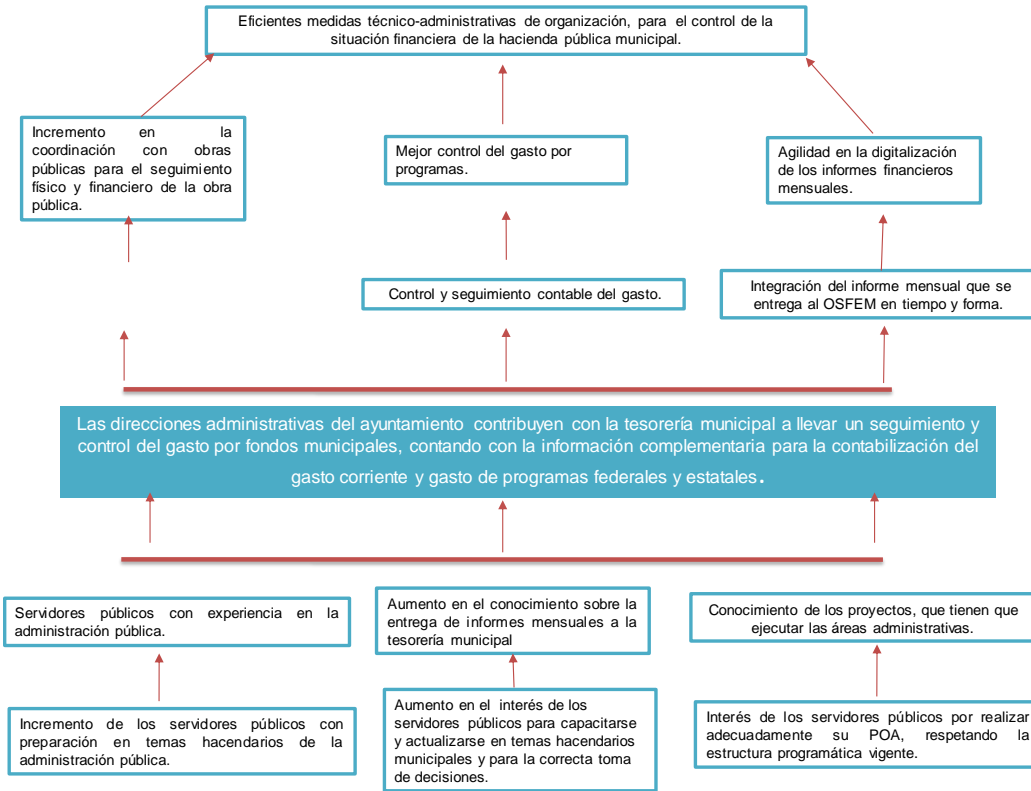 Eficientes medidas técnico-administrativas de organización, para el control de la
situación financiera de la hacienda pública municipal.
Incremento en la
coordinación con obras
públicas para el seguimiento
físico y financiero de la obra
pública.
Mejor control del gasto por
programas.
Agilidad en la digitalización
de los informes financieros
mensuales.
Control y seguimiento contable del gasto.
Integración del informe mensual que se
entrega al OSFEM en tiempo y forma.
Las direcciones administrativas del ayuntamiento contribuyen con la tesorería municipal a llevar un seguimiento y
control del gasto por fondos municipales, contando con la información complementaria para la contabilización del
gasto corriente y gasto de programas federales y estatales.
Servidores públicos con experiencia en la
administración pública.
Aumento en el conocimiento sobre la
entrega de informes mensuales a la
tesorería municipal
Conocimiento de los proyectos, que tienen que
ejecutar las áreas administrativas.
Incremento de los servidores públicos con
preparación en temas hacendarios de la
administración pública.
Aumento en el interés de los
servidores públicos para capacitarse
y actualizarse en temas hacendarios
municipales y para la correcta toma
de decisiones.
Interés de los servidores públicos por realizar
adecuadamente su POA, respetando la
estructura programática vigente.